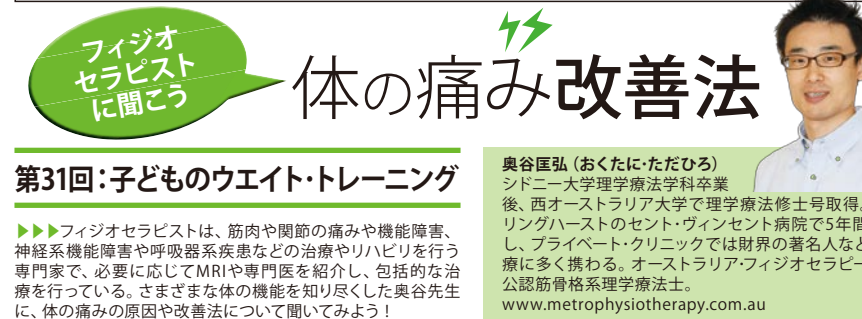 フィジオ
セラピスト
に聞こう
体の痛み改善法
第31回：子どものウエイト・トレーニング
▶▶▶フィジオセラピストは、筋肉や関節の痛みや機能障害、
神経系機能障害や呼吸器系疾患などの治療やリハビリを行う
専門家で、必要に応じてMRIや専門医を紹介し、包括的な治
療を行っている。さまざまな体の機能を知り尽くした奥谷先生
に、体の痛みの原因や改善法について聞いてみよう！
奥谷匡弘（おくたに・ただひろ）
シドニー大学理学療法学科卒業
後、西オーストラリア大学で理学療法修士号取得。
リングハーストのセント・ヴィンセント病院で5年間
し、プライベート・クリニックでは財界の著名人など
療に多く携わる。オーストラリア・フィジオセラピー
公認筋骨格系理学療法士。
www.metrophysiotherapy.com.au